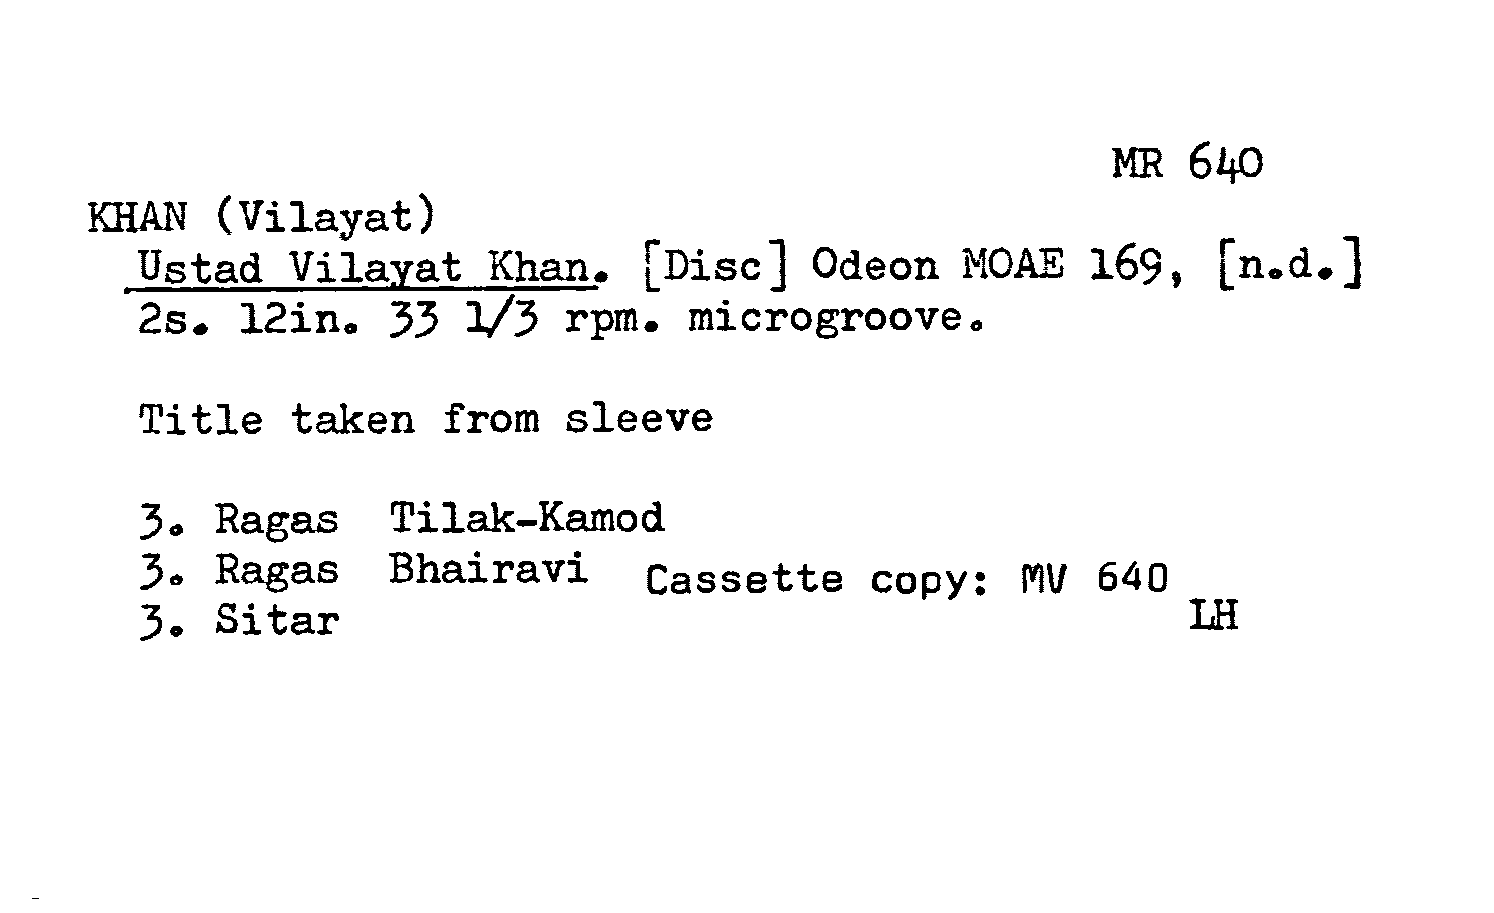 MR 640
KHAN (Vilayat)
Ustad Vilayat Khan. [Disc] Odeon MOAE 169, [n.d.]
2s. 12in. 33 1/3 rpm. microgroove.
Title taken from sleeve
3. Ragas Tilak-Kamod
3. Ragas Bhairavi Cassette copy: MV 640
3. Sitar LH